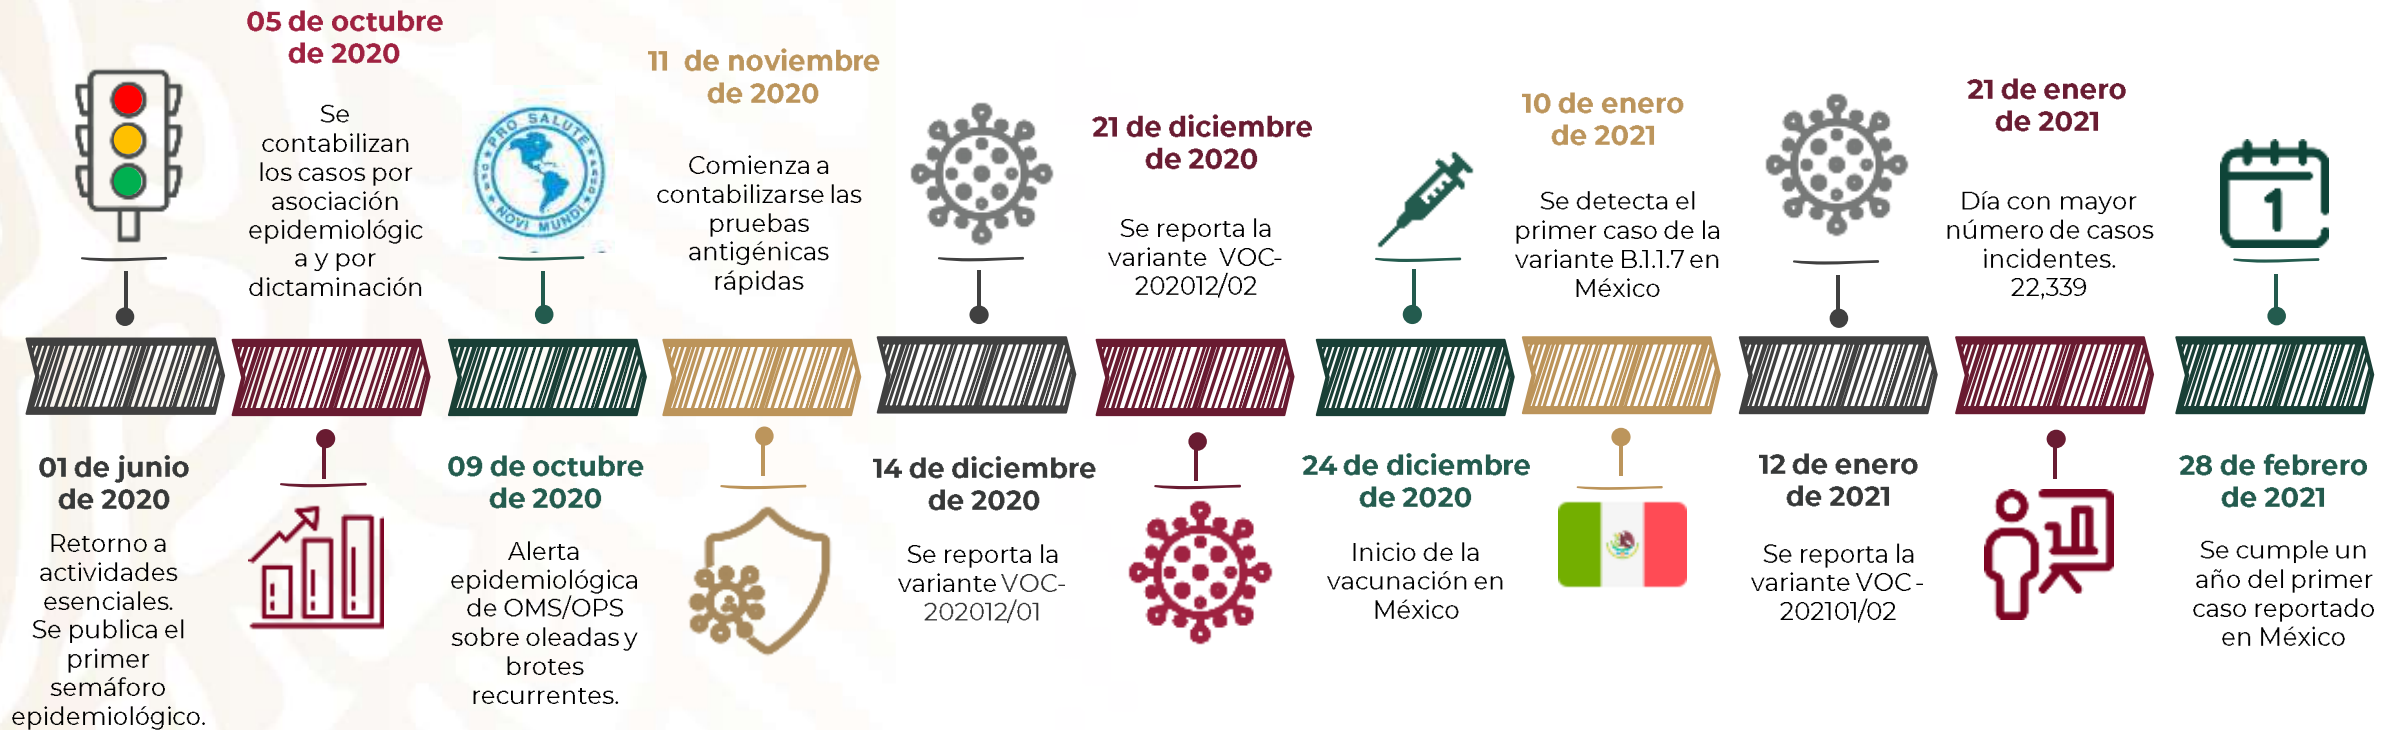 01 de junio
de 2020
Retorno a
actividades
esenciales.
Se publica el
primer
semáforo
epidemiológico.
05 de octubre
de 2020
Se
contabilizan
los casos por
asociación
epidemiológic
a y por
dictaminación
PRO SALUTE
NOVI MUNDI
09 de octubre
de 2020
Alerta
epidemiológica
de OMS/OPS
sobre oleadas y
brotes
recurrentes.
11 de noviembre
de 2020
Comienza a
contabilizarse las
pruebas
antigénicas
rápidas
14 de diciembre
de 2020
Se reporta la
variante VOC-
202012/01
21 de diciembre
de 2020
Se reporta la
variante VOC-
202012/02
24 de diciembre
de 2020
Inicio de la
vacunación en
México
10 de enero
de 2021
Se detecta el
primer caso de la
variante B.1.1.7 en
México
12 de enero
de 2021
Se reporta la
variante VOC -
202101/02
21 de enero
de 2021
Día con mayor
número de casos
incidentes.
22,339
1
28 de febrero
de 2021
Se cumple un
año del primer
caso reportado
en México